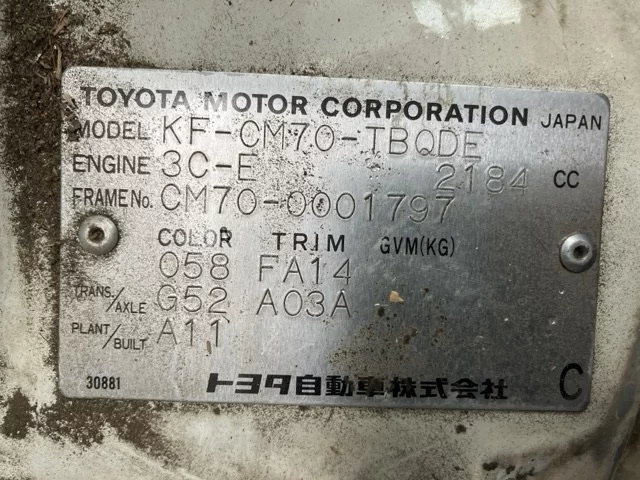 TOYOTA MOTOR CORPORATION JAPAN
MODEL KF-CM70-TBQDE
ENGINE 3C-E 2184 CC
FRAME No. CM70-0001797
COLOR TRIM GVM(KG)
058 FA14
TRANS./AXLE G52 A03A
PLANT/BUILT A11
30881 トヨタ自動車株式会社 C